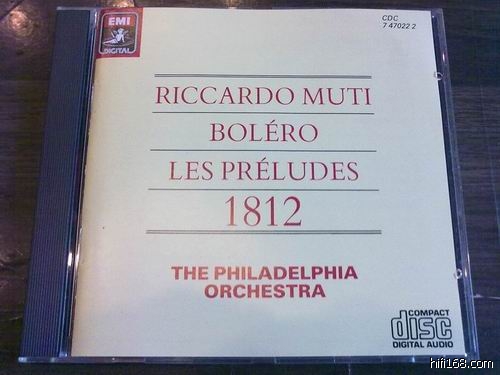 EMI
DIGITAL
CDC
7 47022 2
RICCARDO MUTI
BOLÉRO
LES PRÉLUDES
1812
THE PHILADELPHIA
ORCHESTRA
COMPACT
disc
DIGITAL AUDIO
hifi168.com